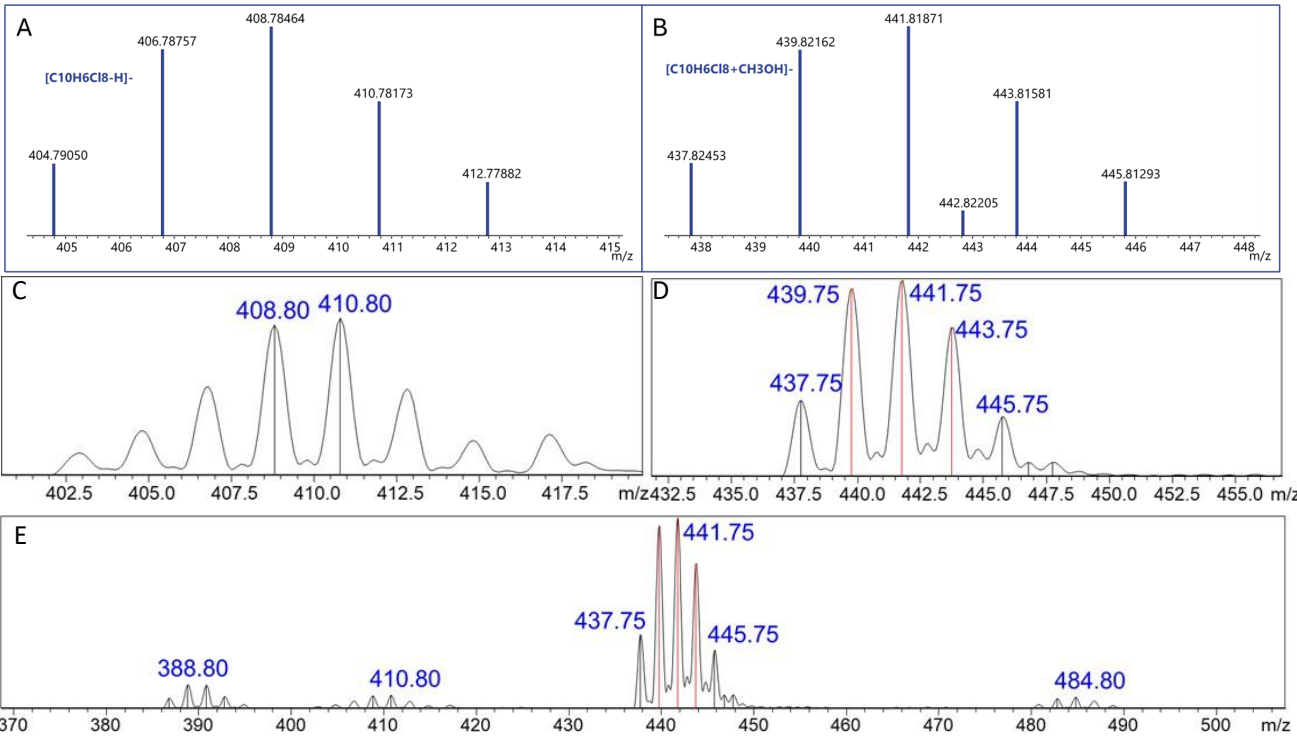 A
408.78464
406.78757
[C10H6Cl8-H]-
410.78173
404.79050
412.77882
405 406 407 408 409 410 411 412 413 414 415
m/z
B
441.81871
439.82162
[C10H6Cl8+CH3OH]-
443.81581
437.82453
445.81293
442.82205
438 439 440 441 442 443 444 445 446 447 448
m/z
C
408.80 410.80
402.5 405.0 407.5 410.0 412.5 415.0 417.5 m/z
D
439.75 441.75
443.75
437.75
445.75
432.5 435.0 437.5 440.0 442.5 445.0 447.5 450.0 452.5 455.0 m/z
E
441.75
437.75
445.75
388.80
410.80
484.80
370 380 390 400 410 420 430 440 450 460 470 480 490 500 m/z